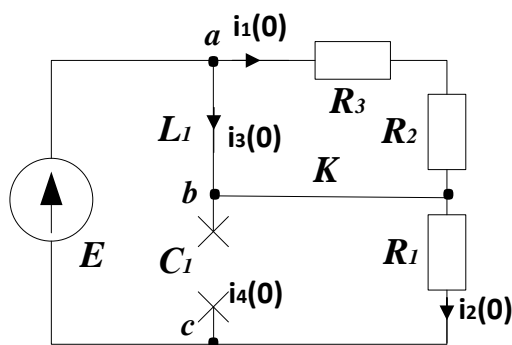 a
i₁(0)
R₃
L₁
i₃(0)
R₂
K
b
E
C₁
R₁
i₄(0)
i₂(0)
c